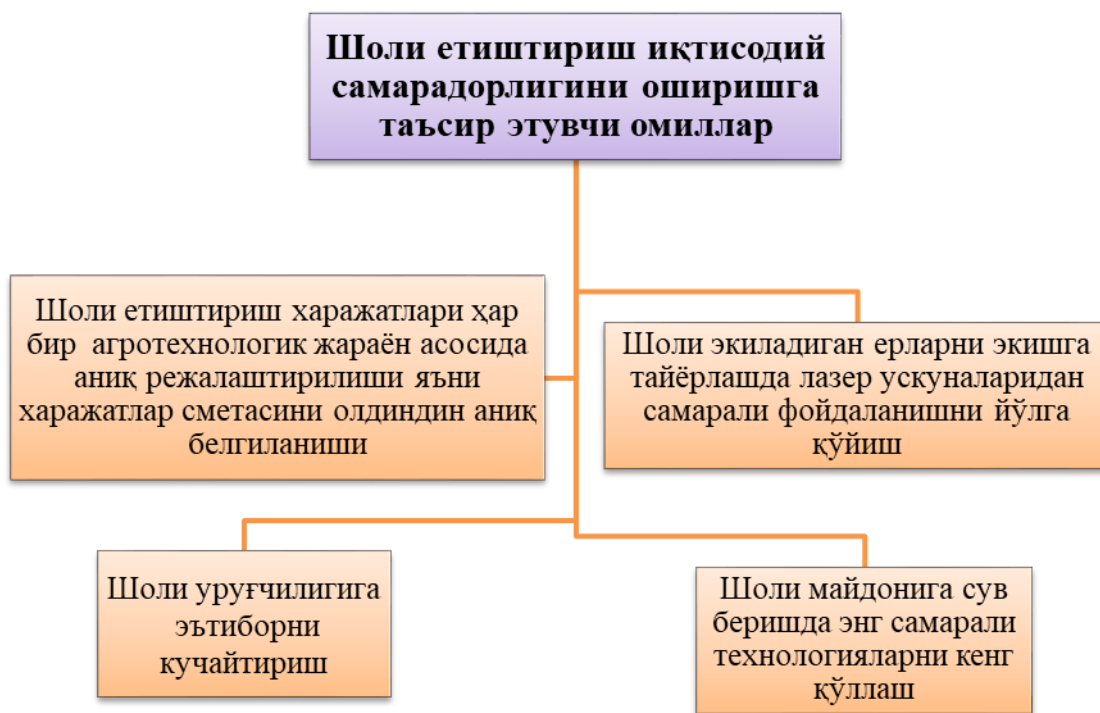 Шоли етиштириш иқтисодий
самарадорлигини оширишга
таъсир этувчи омиллар
Шоли етиштириш харажатлари ҳар
бир агротехнологик жараён асосида
аниқ режалаштирилиши яъни
харажатлар сметасини олдиндин аниқ
белгиланиши
Шоли экиладиган ерларни экишга
тайёрлашда лазер ускуналаридан
самарали фойдаланишни йўлга
қўйиш
Шоли уруғчилигига
эътиборни
кучайтириш
Шоли майдонига сув
беришда энг самарали
технологияларни кенг
қўллаш